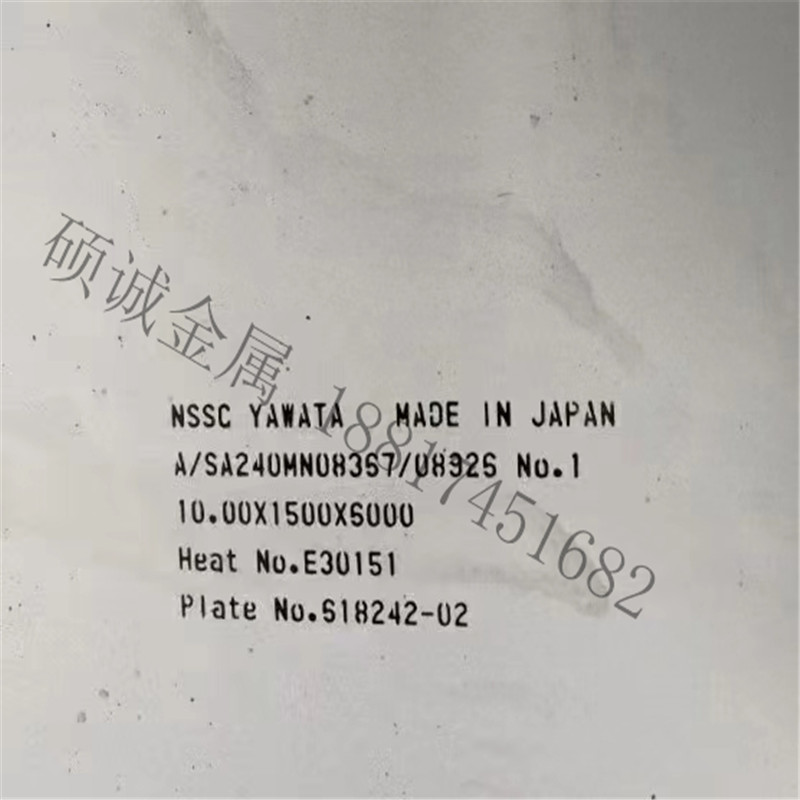 硕诚金属 18817451682
NSSC YAWATA MADE IN JAPAN
A/SA240MN08367/08926 No.1
10.00X1500X6000
Heat No.E30151
Plate No.S18242-02